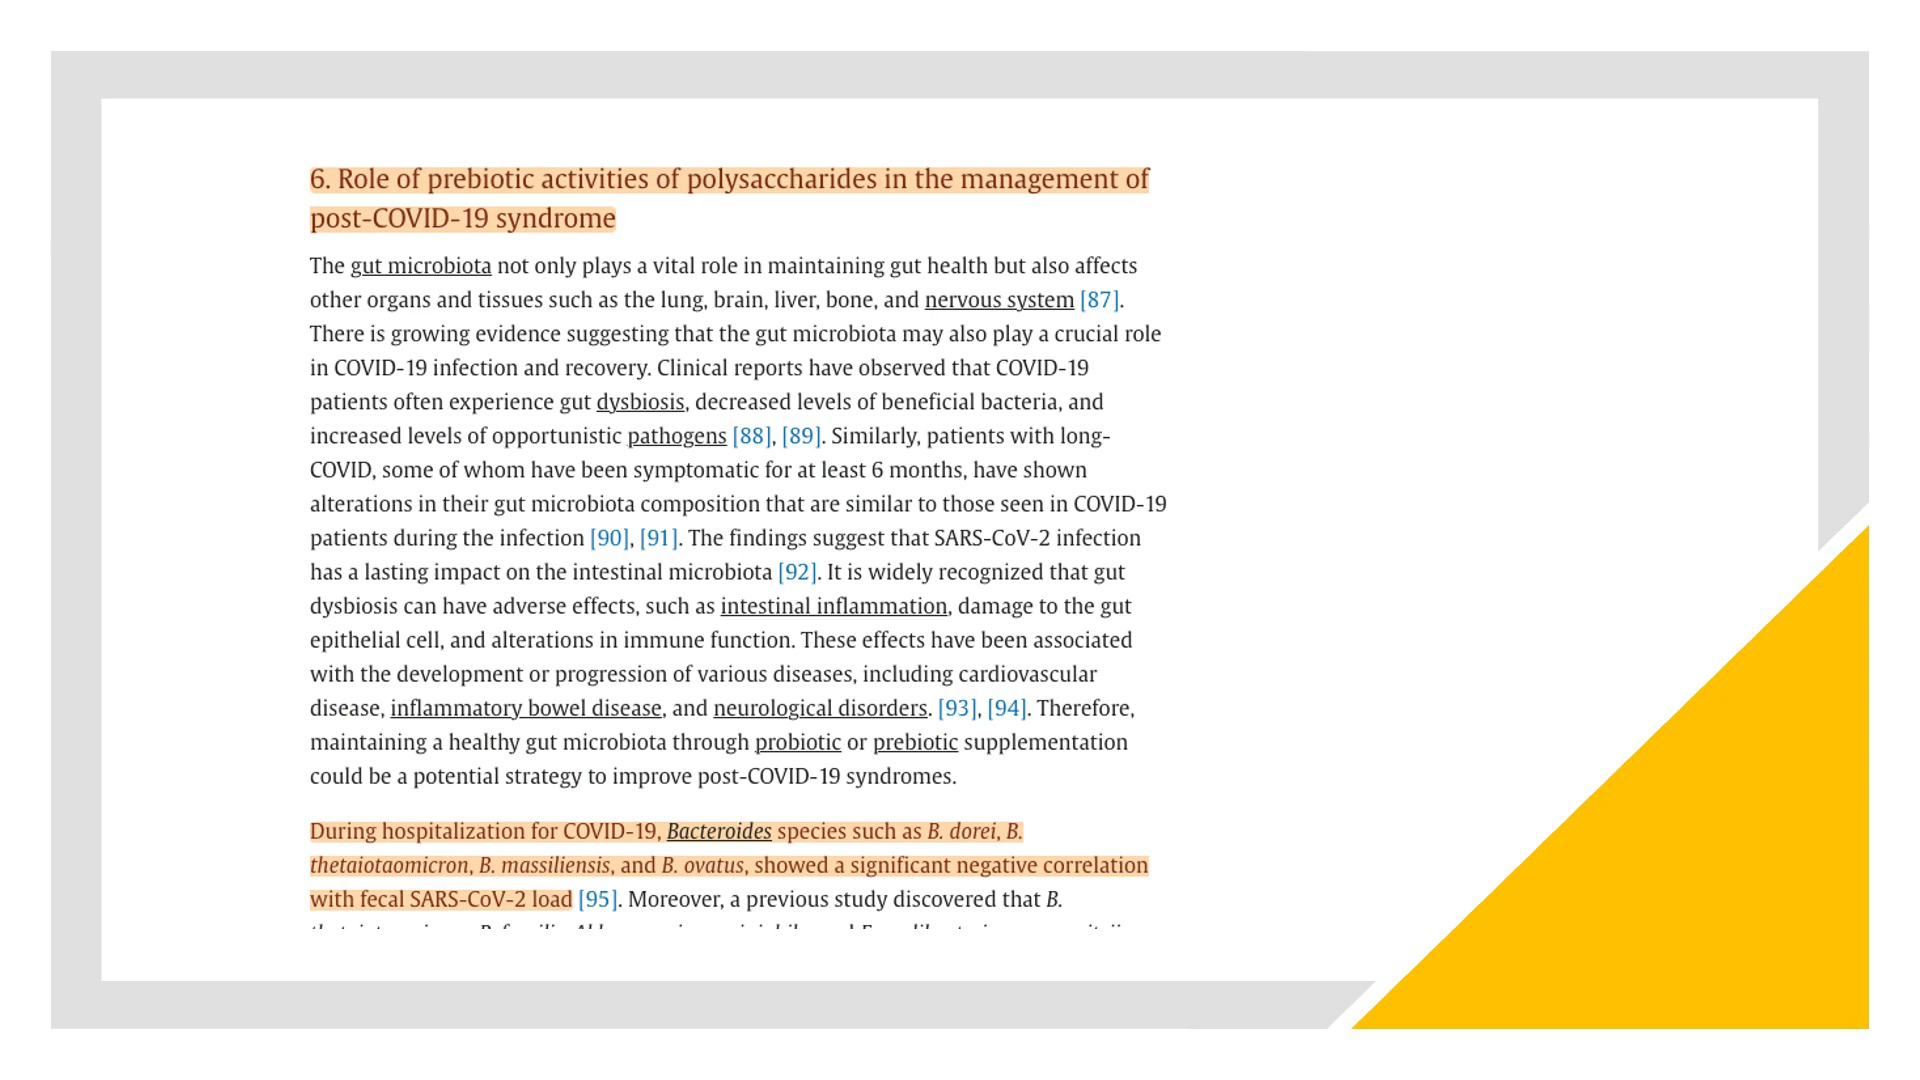 6. Role of prebiotic activities of polysaccharides in the management of
post-COVID-19 syndrome
The gut microbiota not only plays a vital role in maintaining gut health but also affects
other organs and tissues such as the lung, brain, liver, bone, and nervous system [87].
There is growing evidence suggesting that the gut microbiota may also play a crucial role
in COVID-19 infection and recovery. Clinical reports have observed that COVID-19
patients often experience gut dysbiosis, decreased levels of beneficial bacteria, and
increased levels of opportunistic pathogens [88], [89]. Similarly, patients with long-
COVID, some of whom have been symptomatic for at least 6 months, have shown
alterations in their gut microbiota composition that are similar to those seen in COVID-19
patients during the infection [90], [91]. The findings suggest that SARS-CoV-2 infection
has a lasting impact on the intestinal microbiota [92]. It is widely recognized that gut
dysbiosis can have adverse effects, such as intestinal inflammation, damage to the gut
epithelial cell, and alterations in immune function. These effects have been associated
with the development or progression of various diseases, including cardiovascular
disease, inflammatory bowel disease, and neurological disorders. [93], [94]. Therefore,
maintaining a healthy gut microbiota through probiotic or prebiotic supplementation
could be a potential strategy to improve post-COVID-19 syndromes.
During hospitalization for COVID-19, Bacteroides species such as B. dorei, B.
thetaiotaomicron, B. massiliensis, and B. ovatus, showed a significant negative correlation
with fecal SARS-CoV-2 load [95]. Moreover, a previous study discovered that B.